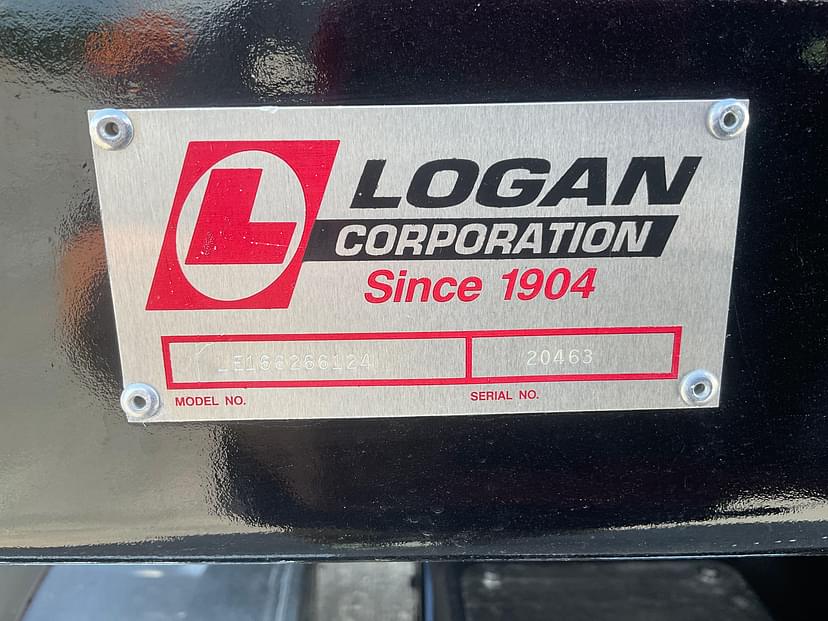 L
LOGAN
CORPORATION
Since 1904
20463
MODEL NO. SERIAL NO.